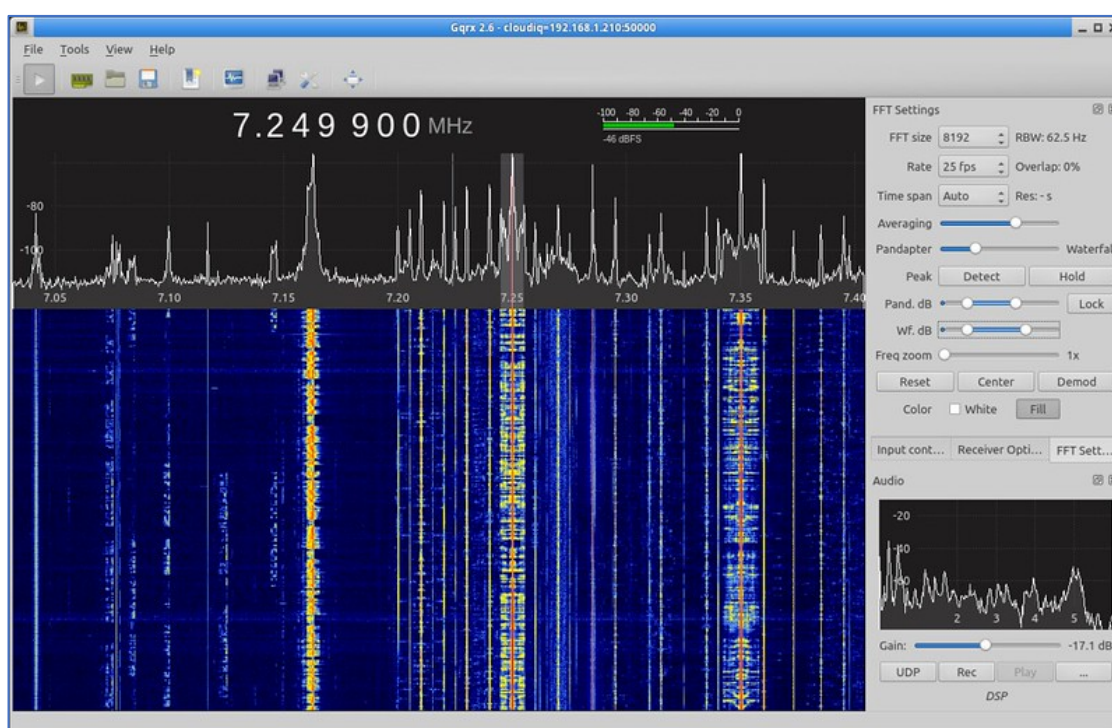 Gqrx 2.6 - cloudiq=192.168.1.210:50000
File Tools View Help
7.249 900 MHz
-100 -80 -60 -40 -20 0
-46 dBFS
-80
-100
7.05 7.10 7.15 7.20 7.25 7.30 7.35 7.40
FFT Settings
FFT size 8192 RBW: 62.5 Hz
Rate 25 fps Overlap: 0%
Time span Auto Res: - s
Averaging
Pandapter Waterfal
Peak Detect Hold
Pand. dB Lock
Wf. dB
Freq zoom 1x
Reset Center Demod
Color White Fill
Input cont... Receiver Opti... FFT Sett...
Audio
-20
-40
2 3 4 5
Gain: -17.1 dB
UDP Rec Play ...
DSP